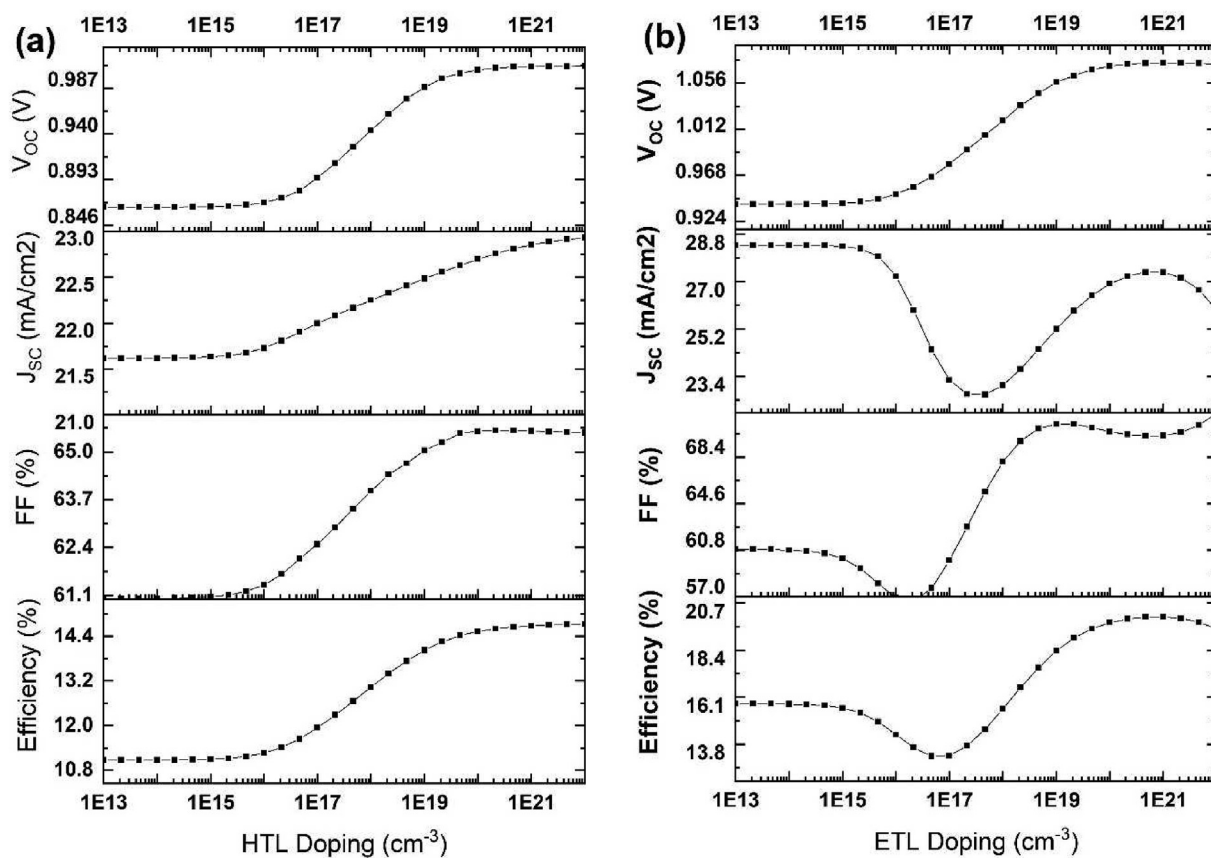 (a)
1E13 1E15 1E17 1E19 1E21
V_OC (V)
0.987
0.940
0.893
0.846
J_SC (mA/cm2)
23.0
22.5
22.0
21.5
21.0
FF (%)
65.0
63.7
62.4
61.1
Efficiency (%)
14.4
13.2
12.0
10.8
1E13 1E15 1E17 1E19 1E21
HTL Doping (cm⁻³)
(b)
1E13 1E15 1E17 1E19 1E21
V_OC (V)
1.056
1.012
0.968
0.924
J_SC (mA/cm2)
28.8
27.0
25.2
23.4
FF (%)
68.4
64.6
60.8
57.0
Efficiency (%)
20.7
18.4
16.1
13.8
1E13 1E15 1E17 1E19 1E21
ETL Doping (cm⁻³)